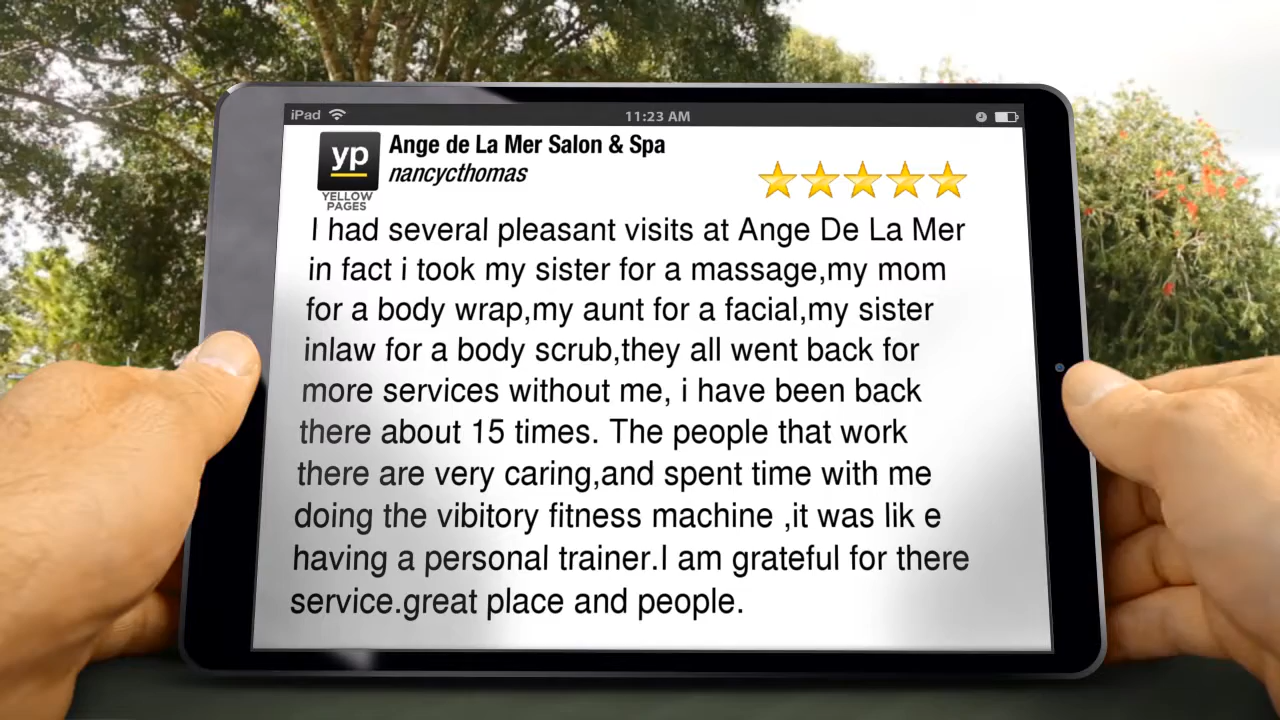 iPad 11:23 AM
yp
YELLOW
PAGES
Ange de La Mer Salon & Spa
nancycthomas
I had several pleasant visits at Ange De La Mer
in fact i took my sister for a massage,my mom
for a body wrap,my aunt for a facial,my sister
inlaw for a body scrub,they all went back for
more services without me, i have been back
there about 15 times. The people that work
there are very caring,and spent time with me
doing the vibitory fitness machine ,it was lik e
having a personal trainer.I am grateful for there
service.great place and people.